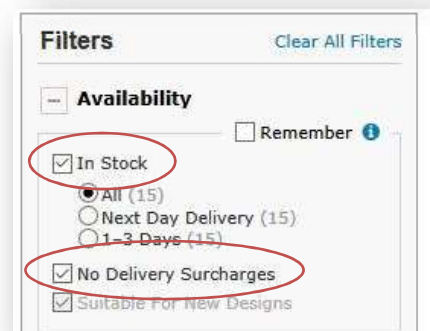 Filters Clear All Filters
Availability
Remember
In Stock
All (15)
Next Day Delivery (15)
1-3 Days (15)
No Delivery Surcharges
Suitable For New Designs